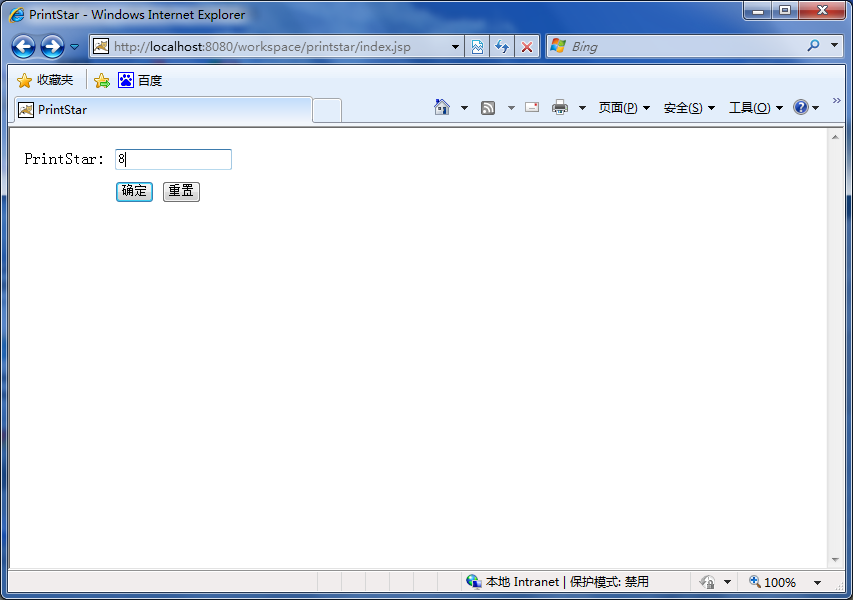 PrintStar - Windows Internet Explorer
http://localhost:8080/workspace/printstar/index.jsp
Bing
收藏夹
百度
PrintStar
页面(P)
安全(S)
工具(O)
PrintStar: 8
确定 重置
本地 Intranet | 保护模式: 禁用
100%